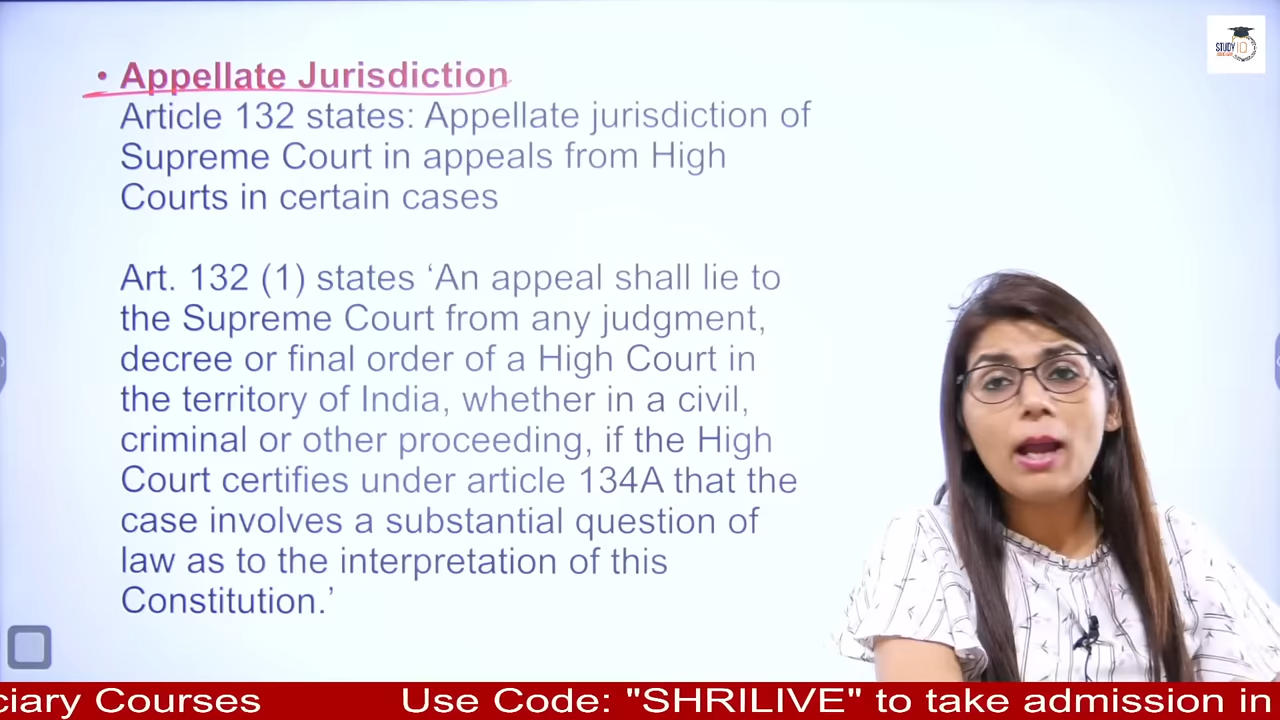 STUDY IQ
• Appellate Jurisdiction
Article 132 states: Appellate jurisdiction of
Supreme Court in appeals from High
Courts in certain cases
Art. 132 (1) states ‘An appeal shall lie to
the Supreme Court from any judgment,
decree or final order of a High Court in
the territory of India, whether in a civil,
criminal or other proceeding, if the High
Court certifies under article 134A that the
case involves a substantial question of
law as to the interpretation of this
Constitution.’
ciary Courses Use Code: "SHRILIVE" to take admission in